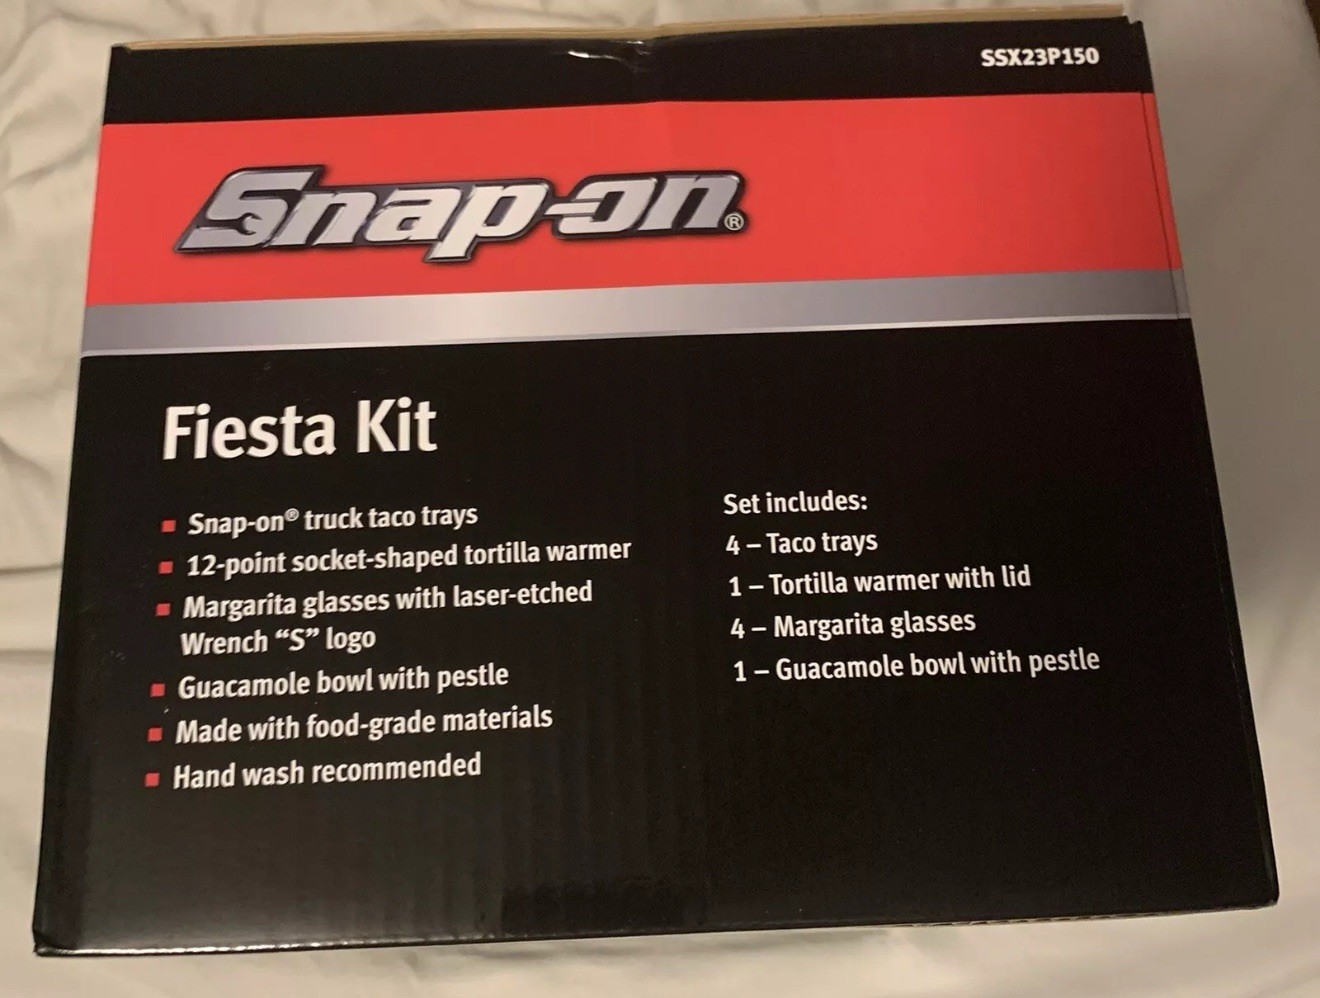 SSX23P150
Snap-on®
Fiesta Kit
Snap-on® truck taco trays
12-point socket-shaped tortilla warmer
Margarita glasses with laser-etched
Wrench “S” logo
Guacamole bowl with pestle
Made with food-grade materials
Hand wash recommended
Set includes:
4 – Taco trays
1 – Tortilla warmer with lid
4 – Margarita glasses
1 – Guacamole bowl with pestle